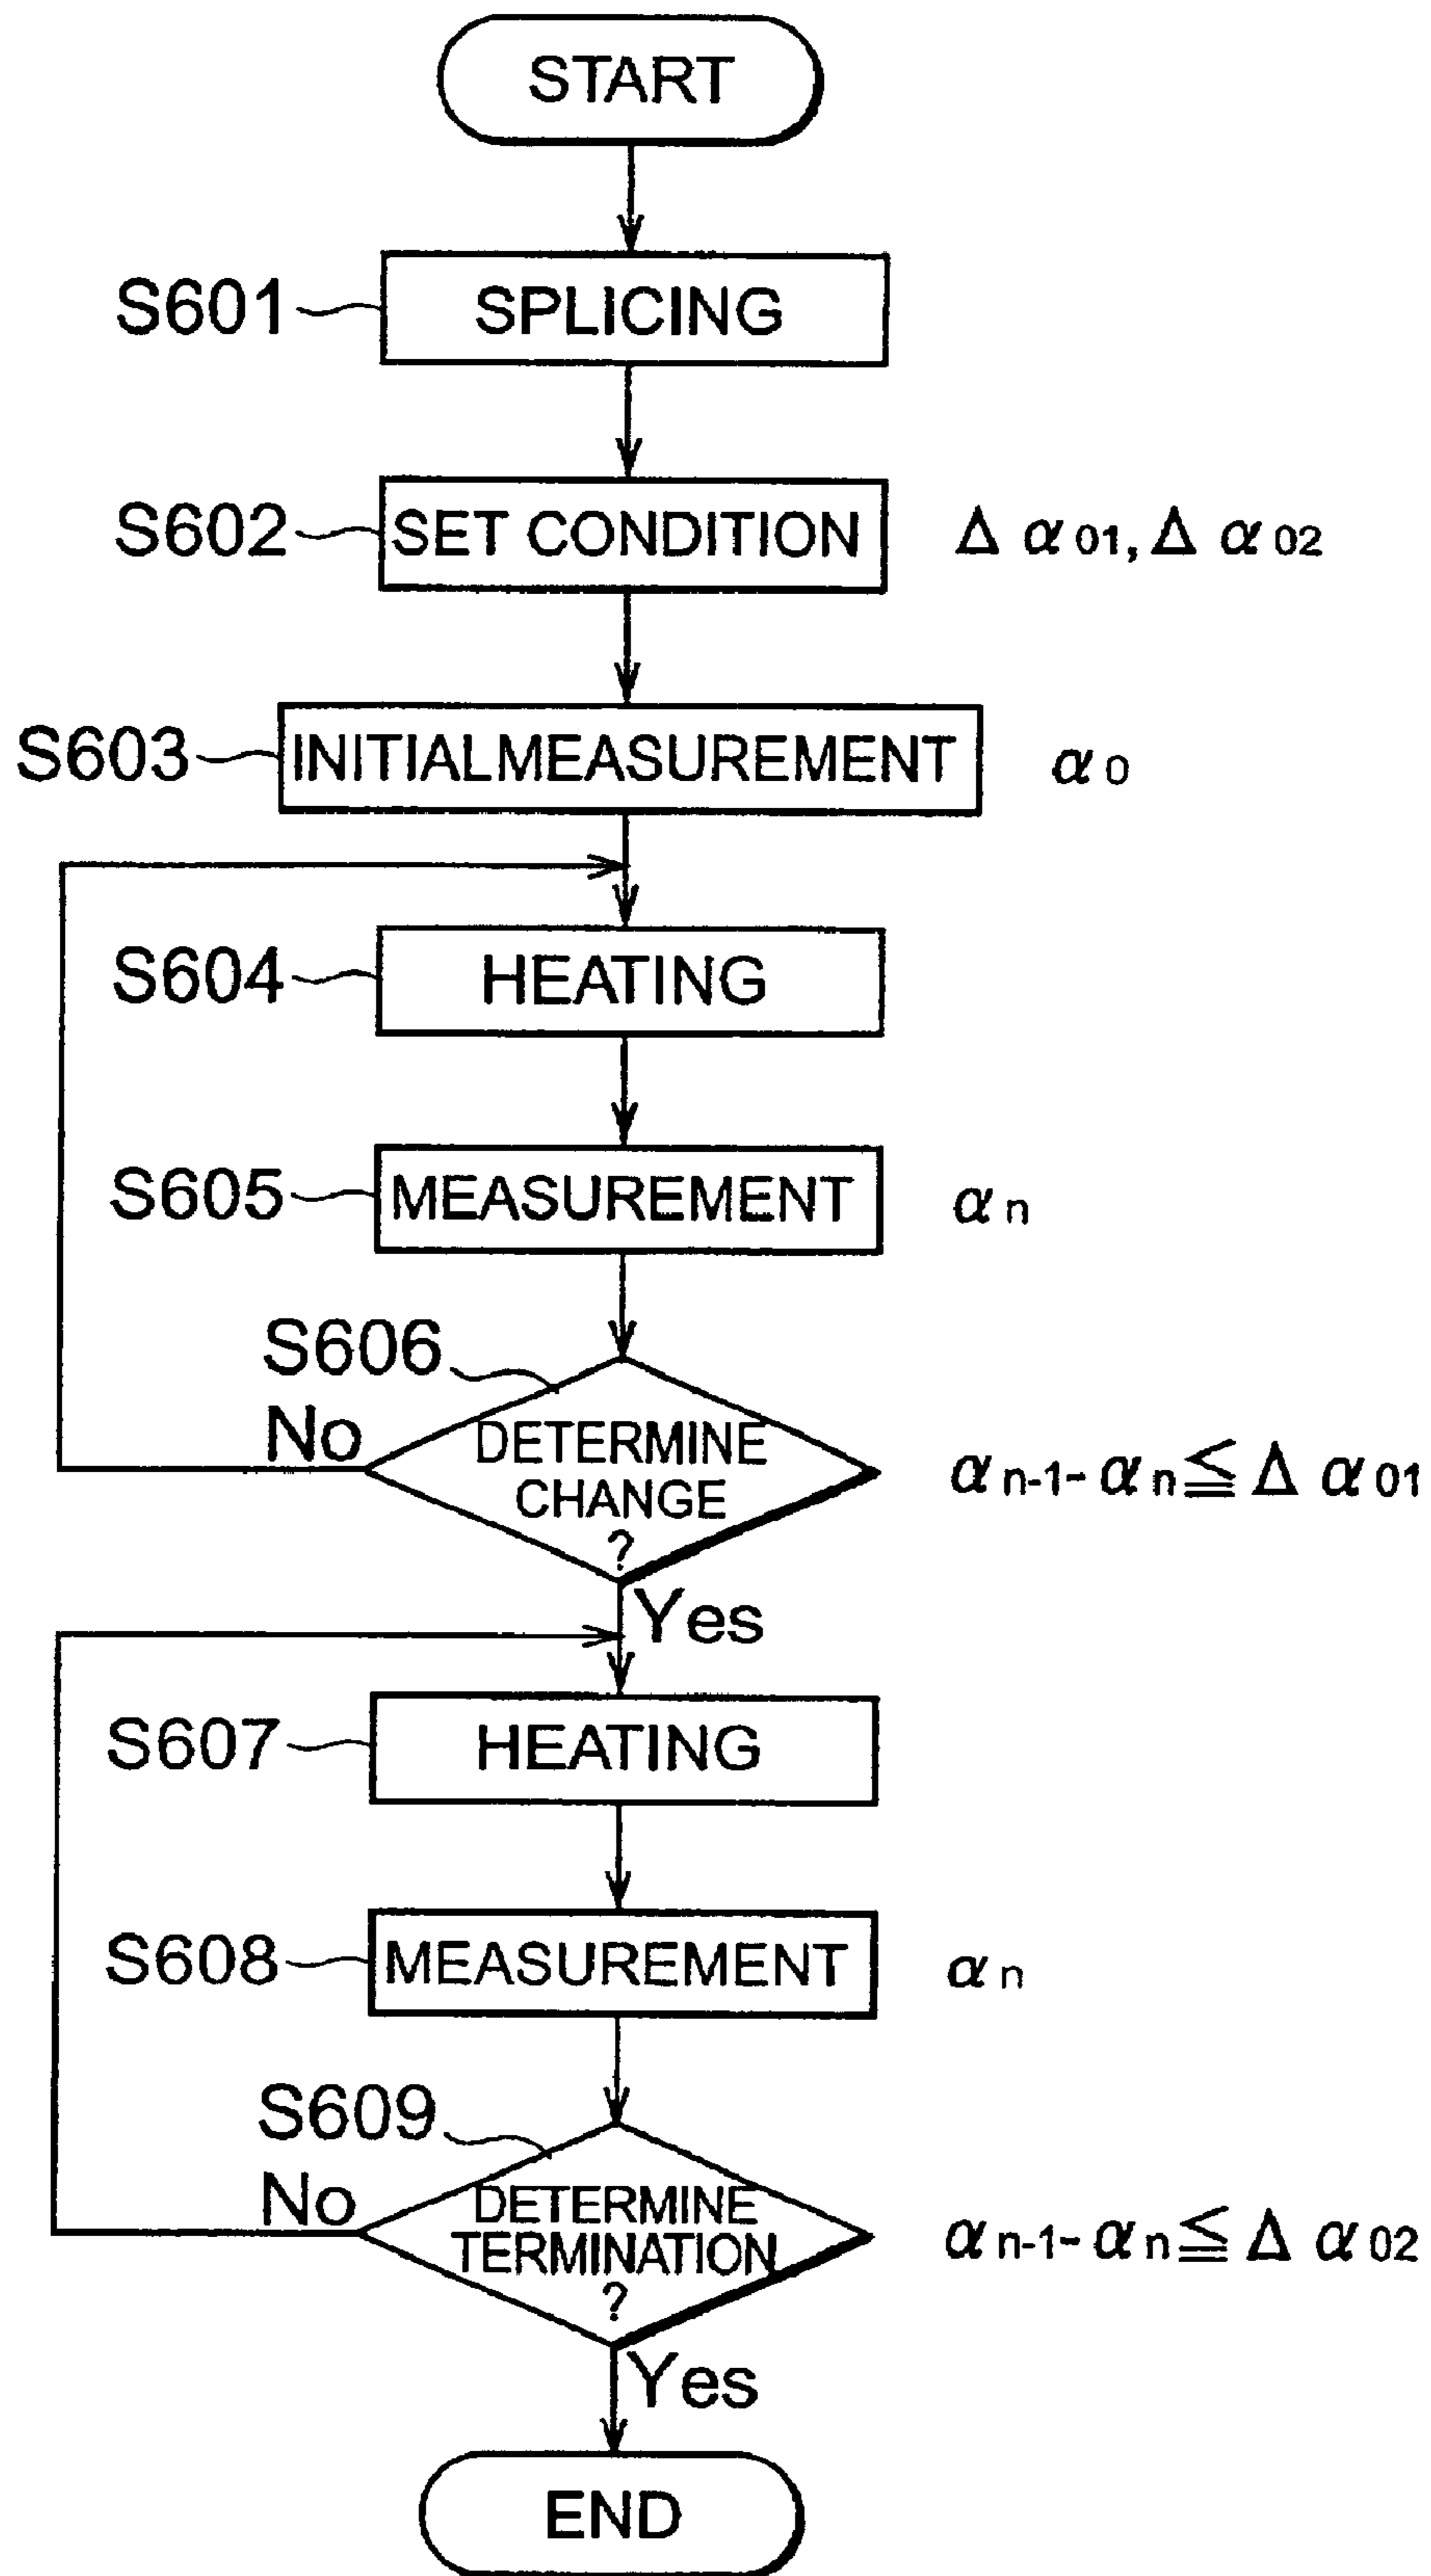 START
S601 SPLICING
S602 SET CONDITION Δ α01, Δ α02
S603 INITIALMEASUREMENT α0
S604 HEATING
S605 MEASUREMENT αn
S606
No
DETERMINE
CHANGE
?
αn-1- αn≦Δ α01
Yes
S607 HEATING
S608 MEASUREMENT αn
S609
No
DETERMINE
TERMINATION
?
αn-1- αn≦Δ α02
Yes
END